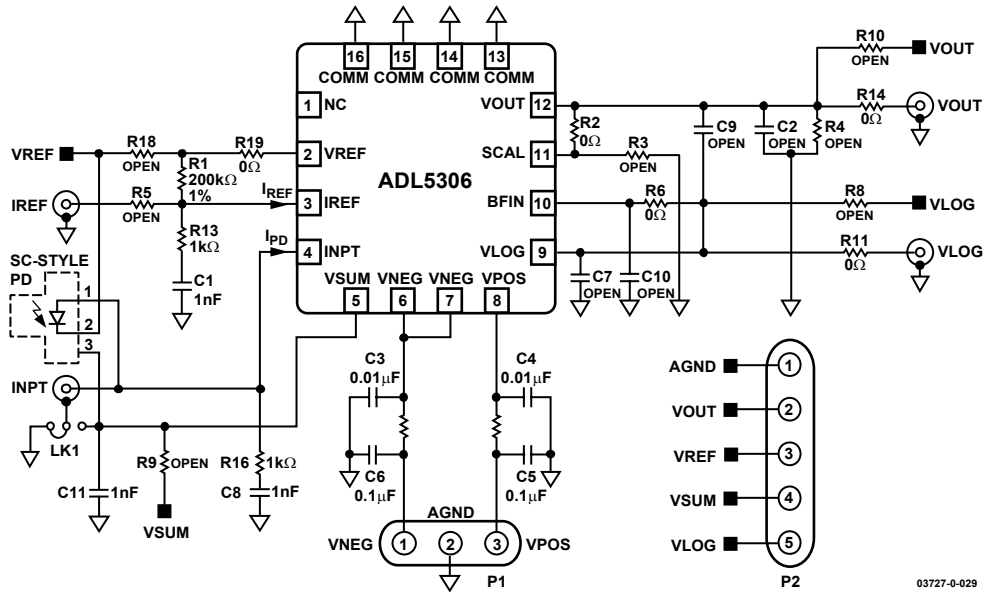 16 15 14 13
COMM COMM COMM COMM
R10
OPEN
VOUT
1 NC
VOUT 12
R14
0Ω
VOUT
R18
OPEN
R19
0Ω
VREF
2 VREF
R2
0Ω
C9
OPEN
C2
OPEN
R4
OPEN
R1
200kΩ
1%
SCAL 11
R3
OPEN
ADL5306
IREF
R5
OPEN
IREF
3 IREF
BFIN 10
R6
0Ω
R8
OPEN
VLOG
R13
1kΩ
IPD
4 INPT
VLOG 9
R11
0Ω
VLOG
SC-STYLE
PD
C1
1nF
VSUM VNEG VNEG VPOS
5 6 7 8
C7
OPEN
C10
OPEN
1
2
3
C3
0.01μF
C4
0.01μF
INPT
LK1
R9 OPEN
R16 1kΩ
C6
0.1μF
C5
0.1μF
C11 1nF
C8 1nF
VSUM
AGND
VNEG 1 2 3 VPOS
P1
AGND 1
VOUT 2
VREF 3
VSUM 4
VLOG 5
P2
03727-0-029